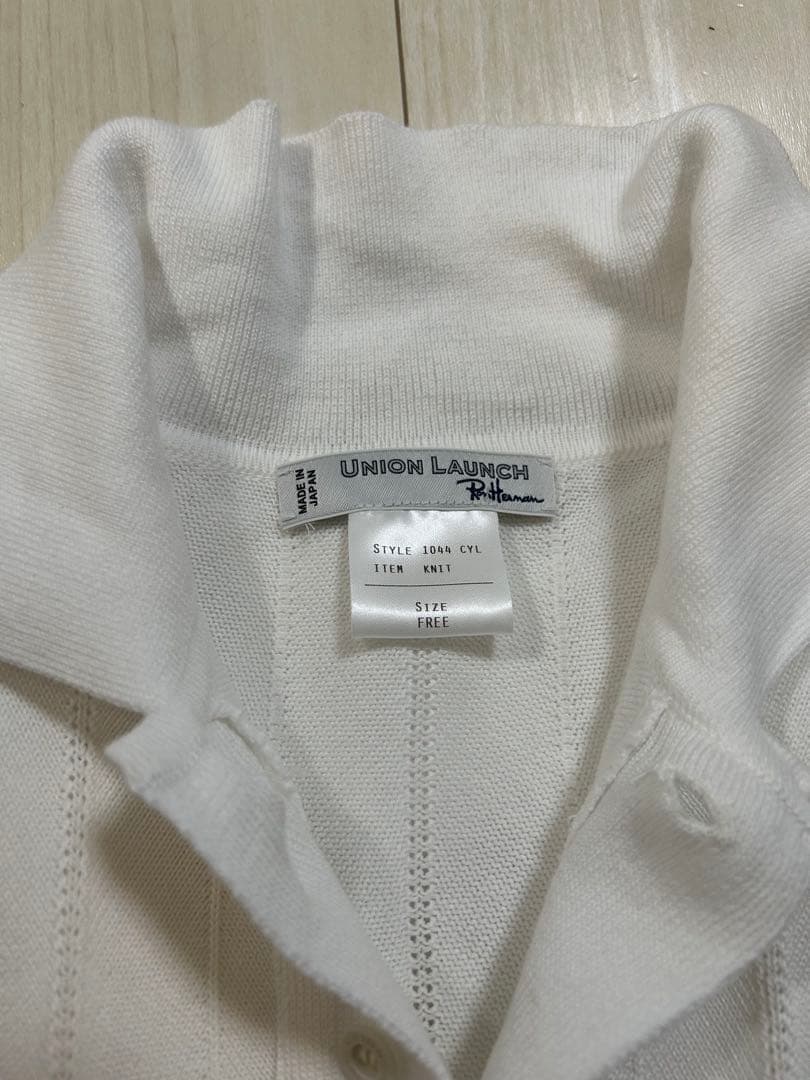 MADE IN
JAPAN
UNION LAUNCH
Ron Herman
STYLE 1044 CYL
ITEM KNIT
SIZE
FREE